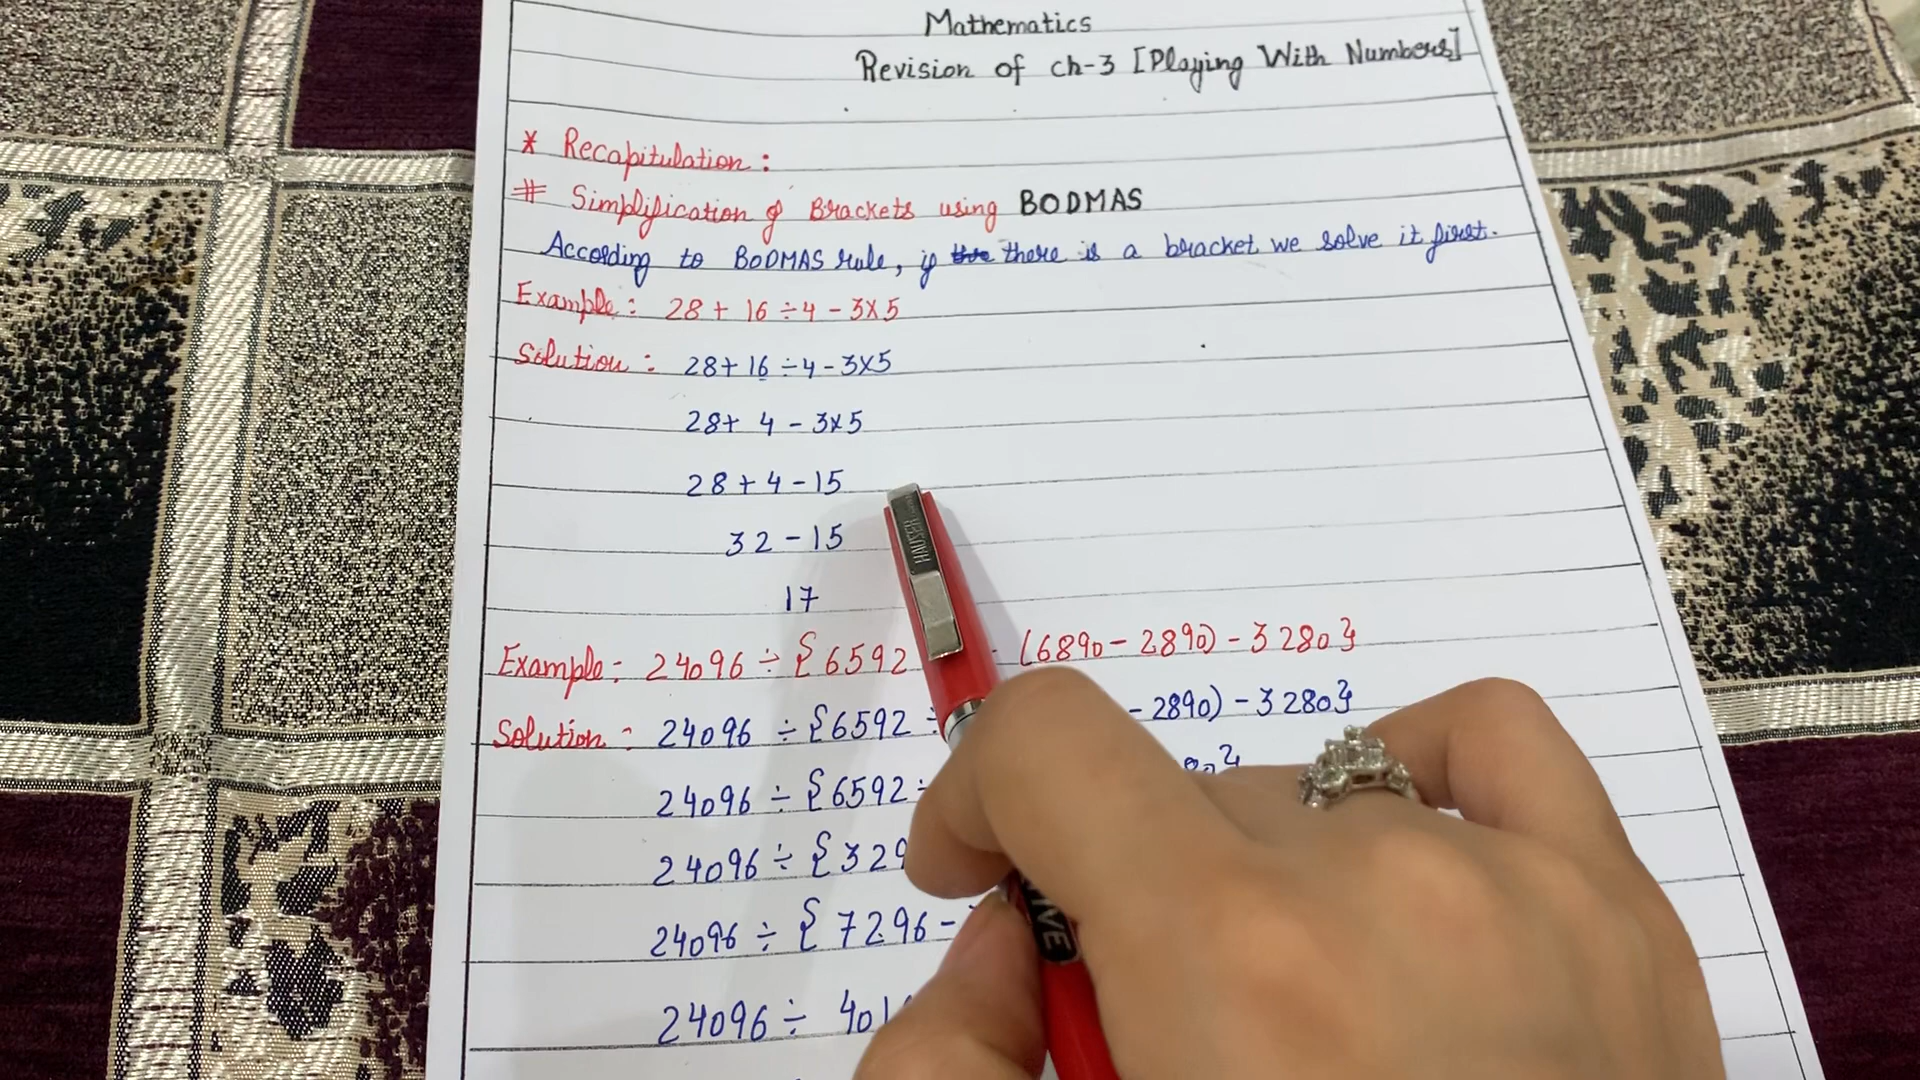 Mathematics
Revision of ch-3 [Playing With Numbers]
* Recapitulation:
# Simplification of Brackets using BODMAS
According to BODMAS rule, if there is a bracket we solve it first.
Example: 28 + 16 ÷ 4 - 3x5
Solution: 28+ 16 ÷ 4 - 3x5
28+ 4 - 3x5
28 + 4 - 15
32 - 15
17
HAUSER
Example: 24096 ÷ {6592 (6890 - 2890) - 3280}
Solution: 24096 ÷ {6592 ÷ - 2890) - 3280}
24096 ÷ {6592 ÷
24096 ÷ {329
24096 ÷ { 7296 -
24096 ÷ 401